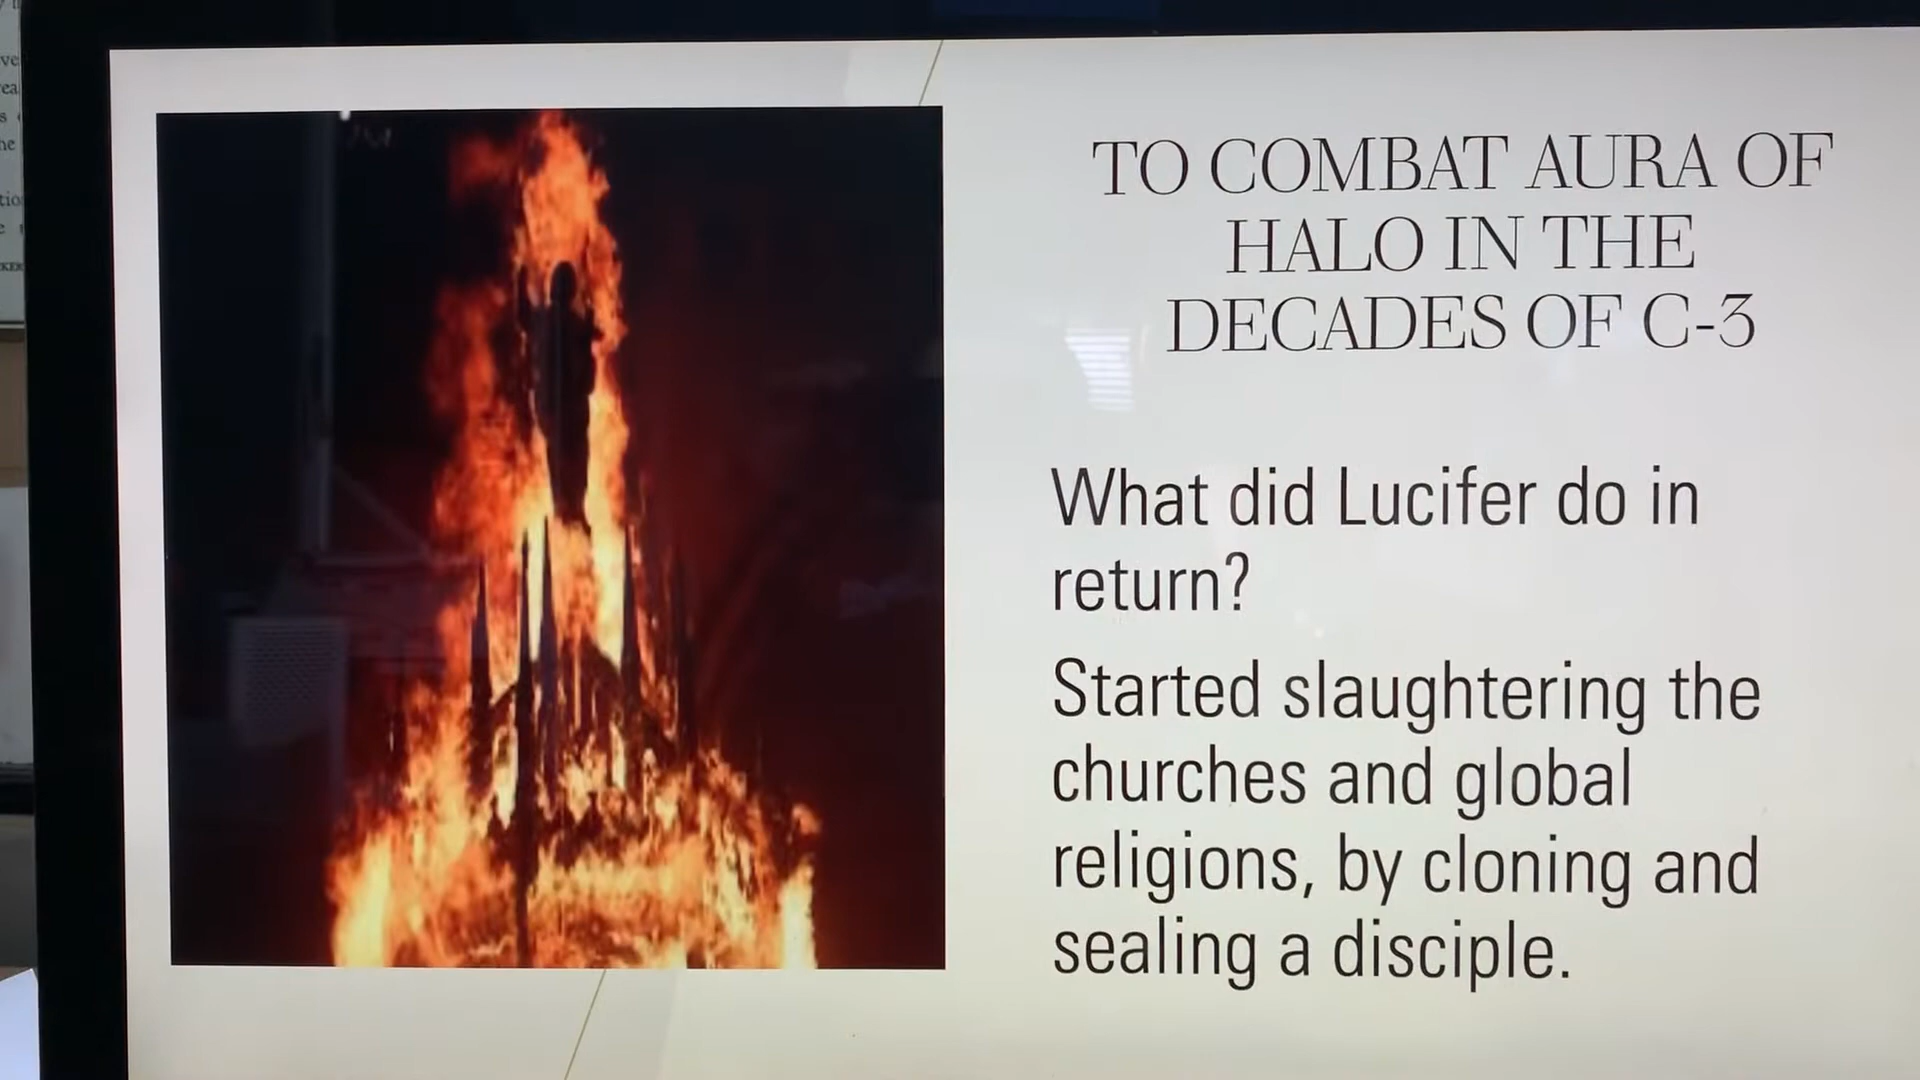 TO COMBAT AURA OF
HALO IN THE
DECADES OF C-3
What did Lucifer do in
return?
Started slaughtering the
churches and global
religions, by cloning and
sealing a disciple.